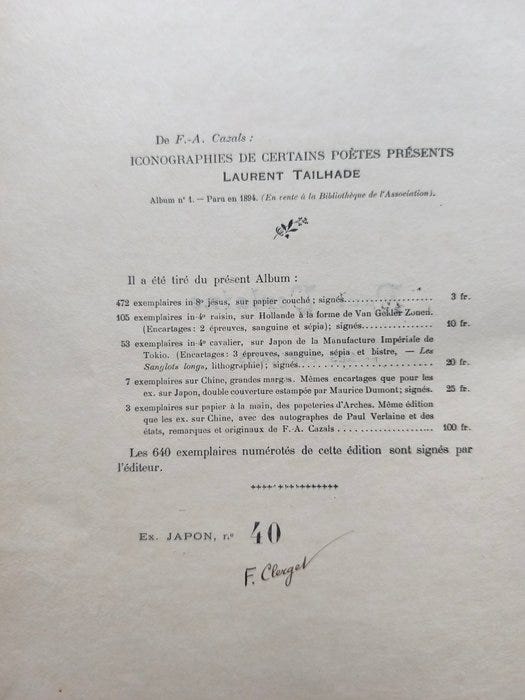 De F.-A. Cazals :
ICONOGRAPHIES DE CERTAINS POÈTES PRÉSENTS
LAURENT TAILHADE
Album n° 1. — Paru en 1894. (En vente à la Bibliothèque de l'Association).
Il a été tiré du présent Album :
472 exemplaires in-8° jésus, sur papier couché ; signés.................... 3 fr.
105 exemplaires in-4° raisin, sur Hollande à la forme de Van Gelder Zonen.
(Encartages : 2 épreuves, sanguine et sépia); signés................ 10 fr.
53 exemplaires in-4° cavalier, sur Japon de la Manufacture Impériale de
Tokio. (Encartages : 3 épreuves, sanguine, sépia et bistre, — Les
Sanglots longs, lithographie); signés......................................... 20 fr.
7 exemplaires sur Chine, grandes marges. Mêmes encartages que pour les
ex. sur Japon, double couverture estampée par Maurice Dumont; signés. 25 fr.
3 exemplaires sur papier à la main, des papeteries d'Arches. Même édition
que les ex. sur Chine, avec des autographes de Paul Verlaine et des
états, remarques et originaux de F.-A. Cazals....................... 100 fr.
Les 640 exemplaires numérotés de cette édition sont signés par
l'éditeur.
Ex. JAPON, n° 40
F. Clerget